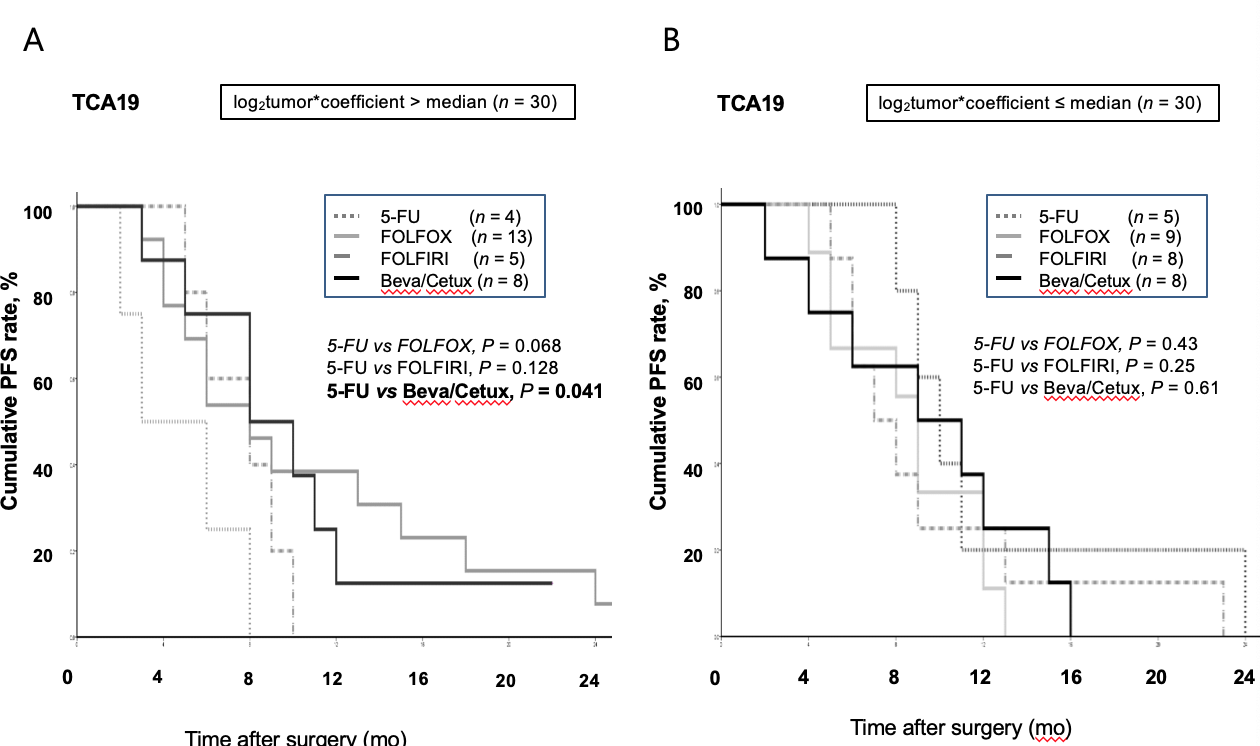 A
TCA19
log₂tumor*coefficient > median (n = 30)
5-FU (n = 4)
FOLFOX (n = 13)
FOLFIRI (n = 5)
Beva/Cetux (n = 8)
5-FU vs FOLFOX, P = 0.068
5-FU vs FOLFIRI, P = 0.128
5-FU vs Beva/Cetux, P = 0.041
Cumulative PFS rate, %
100
80
60
40
20
0 4 8 12 16 20 24
Time after surgery (mo)
B
TCA19
log₂tumor*coefficient ≤ median (n = 30)
5-FU (n = 5)
FOLFOX (n = 9)
FOLFIRI (n = 8)
Beva/Cetux (n = 8)
5-FU vs FOLFOX, P = 0.43
5-FU vs FOLFIRI, P = 0.25
5-FU vs Beva/Cetux, P = 0.61
Cumulative PFS rate, %
100
80
60
40
20
0 4 8 12 16 20 24
Time after surgery (mo)